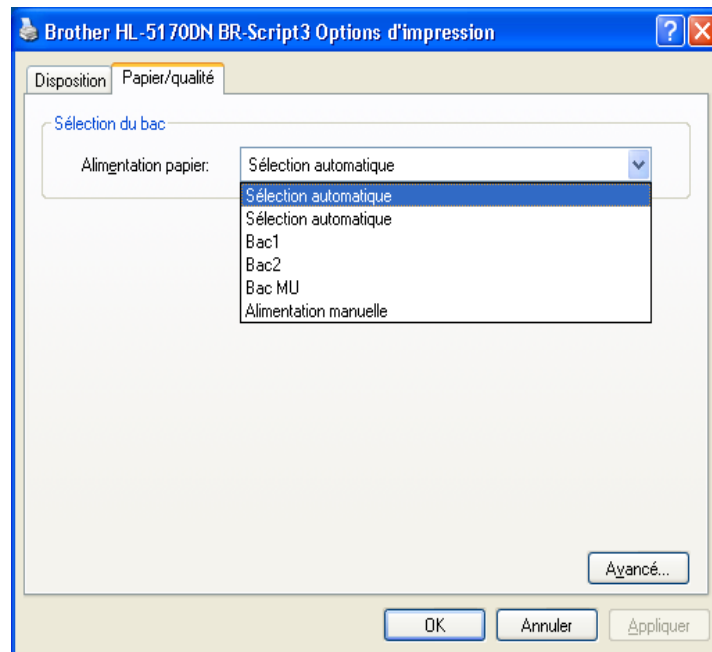 Brother HL-5170DN BR-Script3 Options d'impression
Disposition
Papier/qualité
Sélection du bac
Alimentation papier:
Sélection automatique
Sélection automatique
Sélection automatique
Bac1
Bac2
Bac MU
Alimentation manuelle
Avancé...
OK
Annuler
Appliquer